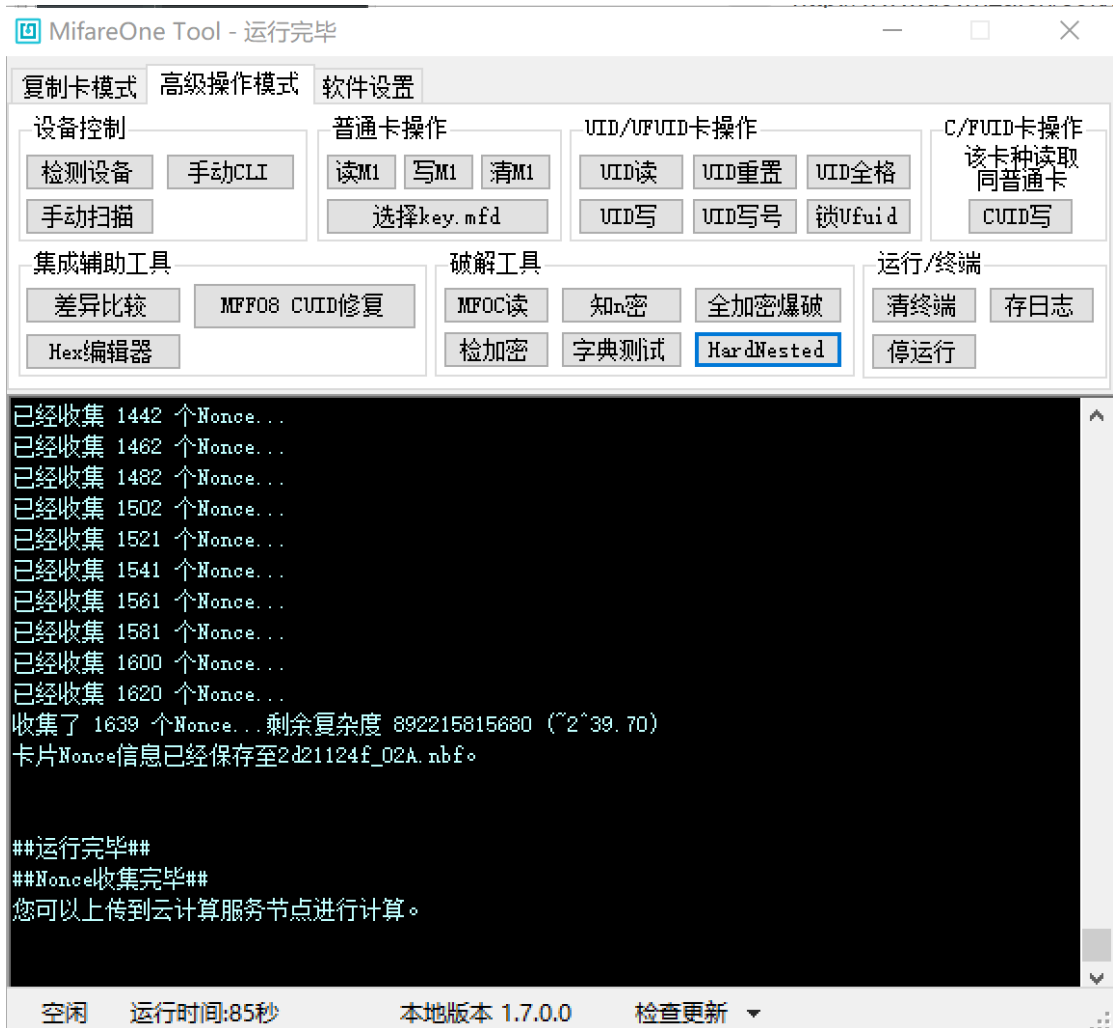 MifareOne Tool - 运行完毕
复制卡模式 高级操作模式 软件设置
设备控制
检测设备 手动CLI
手动扫描
普通卡操作
读M1 写M1 清M1
选择key.mfd
UID/UFUID卡操作
UID读 UID重置 UID全格
UID写 UID写号 锁Ufuid
C/FUID卡操作
该卡种读取
同普通卡
CUID写
集成辅助工具
差异比较 MFF08 CUID修复
Hex编辑器
破解工具
MFOC读 知n密 全加密爆破
检加密 字典测试 HardNested
运行/终端
清终端 存日志
停运行
已经收集 1442 个Nonce...
已经收集 1462 个Nonce...
已经收集 1482 个Nonce...
已经收集 1502 个Nonce...
已经收集 1521 个Nonce...
已经收集 1541 个Nonce...
已经收集 1561 个Nonce...
已经收集 1581 个Nonce...
已经收集 1600 个Nonce...
已经收集 1620 个Nonce...
收集了 1639 个Nonce...剩余复杂度 892215815680 (~2^39.70)
卡片Nonce信息已经保存至2d21124f_02A.nbf。
##运行完毕##
##Nonce收集完毕##
您可以上传到云计算服务节点进行计算。
空闲 运行时间:85秒 本地版本 1.7.0.0 检查更新